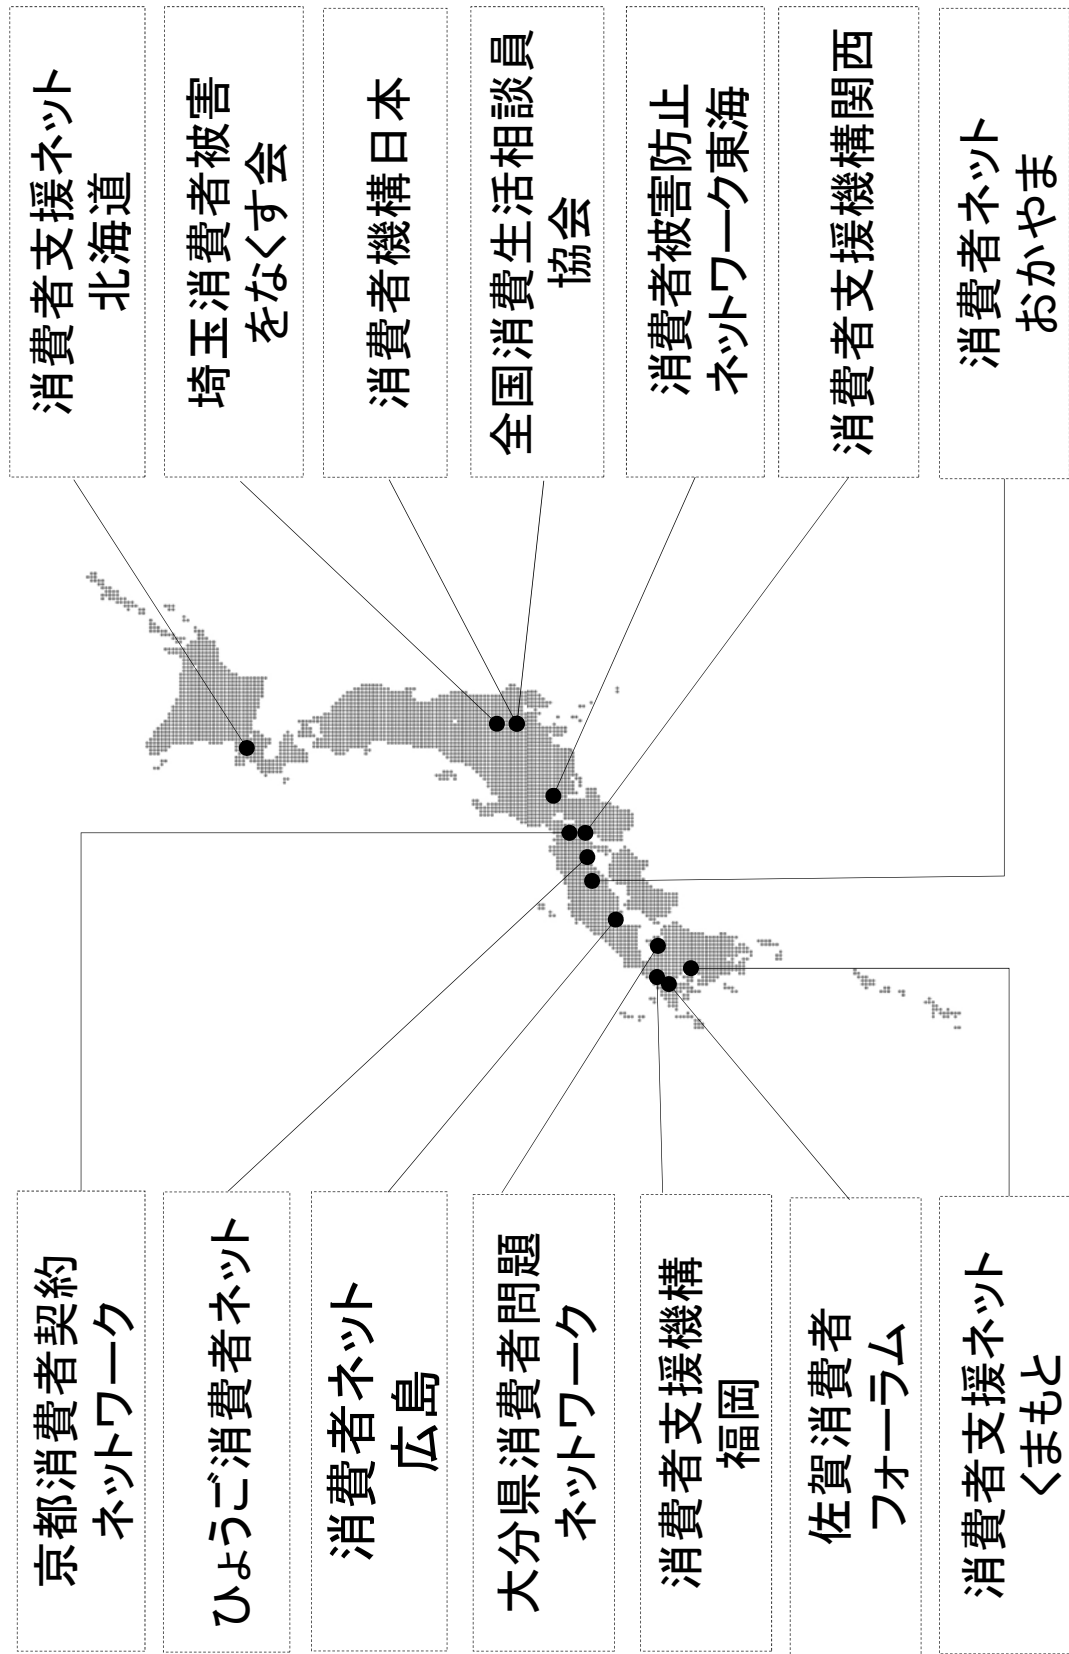 消費者支援ネット
北海道
埼玉消費者被害
をなくす会
消費者機構日本
全国消費生活相談員
協会
消費者被害防止
ネットワーク東海
消費者支援機構関西
消費者ネット
おかやま
京都消費者契約
ネットワーク
ひょうご消費者ネット
消費者ネット
広島
大分県消費者問題
ネットワーク
消費者支援機構
福岡
佐賀消費者
フォーラム
消費者支援ネット
くまもと